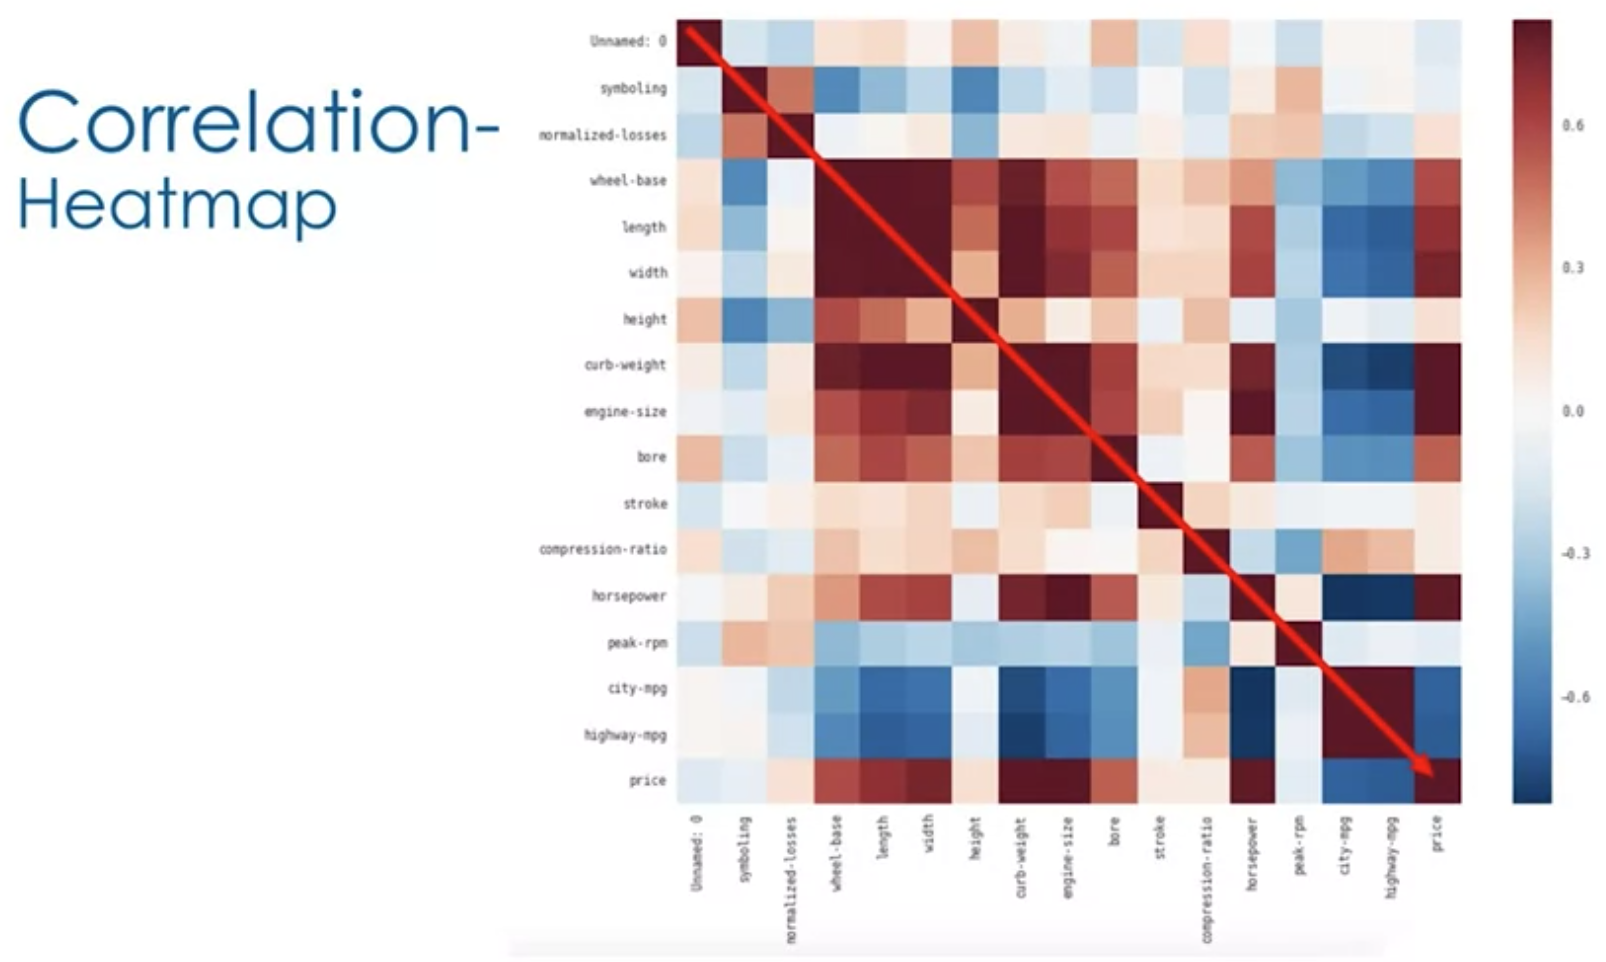 Correlation-
Heatmap
Unnamed: 0
symboling
normalized-losses
wheel-base
length
width
height
curb-weight
engine-size
bore
stroke
compression-ratio
horsepower
peak-rpm
city-mpg
highway-mpg
price
Unnamed: 0
symboling
normalized-losses
wheel-base
length
width
height
curb-weight
engine-size
bore
stroke
compression-ratio
horsepower
peak-rpm
city-mpg
highway-mpg
price
0.6
0.3
0.0
-0.3
-0.6